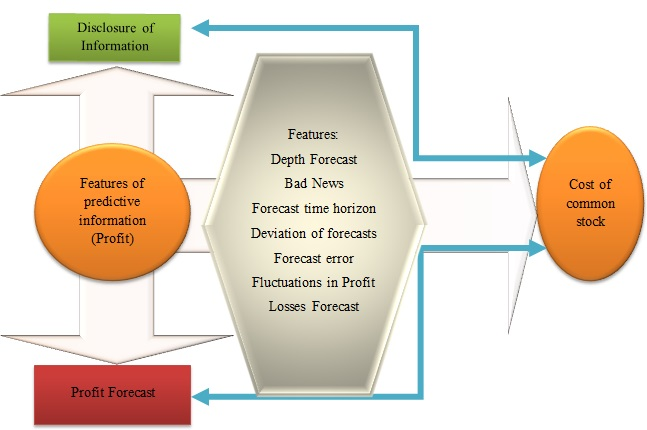 Disclosure of
Information
Features of
predictive
information
(Profit)
Features:
Depth Forecast
Bad News
Forecast time horizon
Deviation of forecasts
Forecast error
Fluctuations in Profit
Losses Forecast
Cost of
common
stock
Profit Forecast